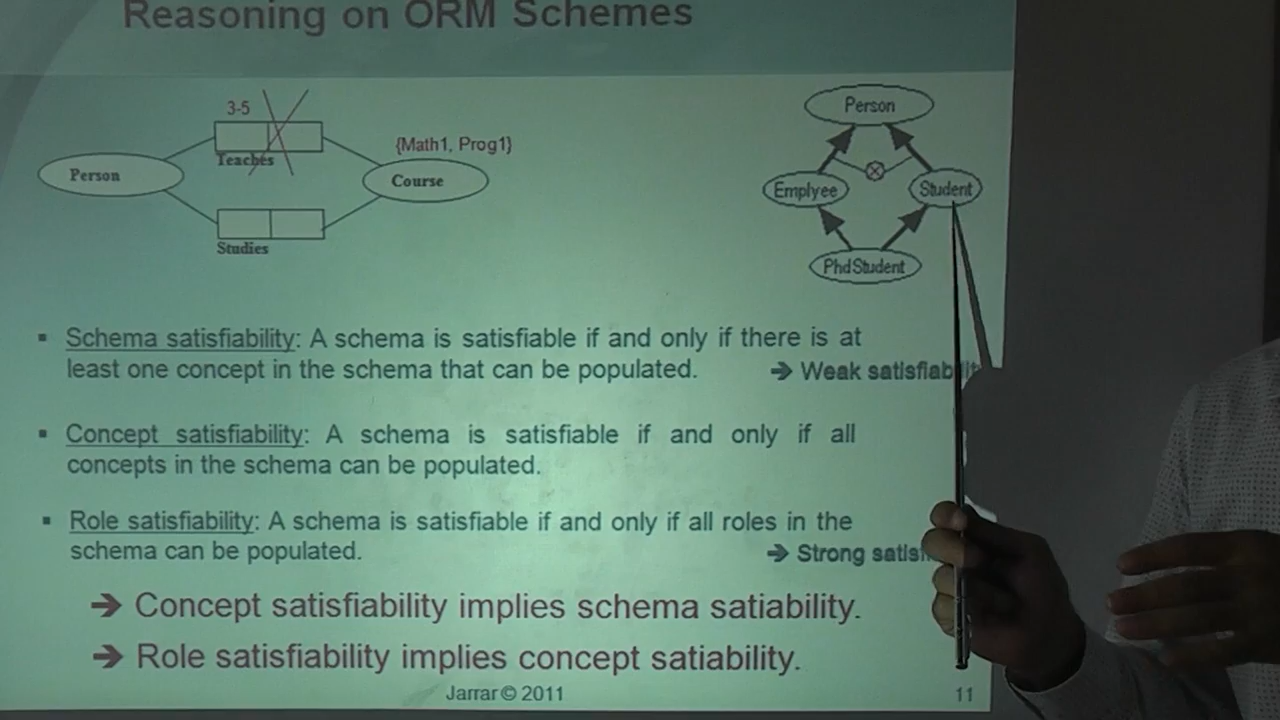 Reasoning on ORM Schemes
3-5
Teaches
{Math1, Prog1}
Person
Course
Studies
Person
Emplyee
Student
PhdStudent
Schema satisfiability: A schema is satisfiable if and only if there is at
least one concept in the schema that can be populated.
➔ Weak
Concept satisfiability: A schema is satisfiable if and only if all
concepts in the schema can be populated.
Role satisfiability: A schema is satisfiable if and only if all roles in the
schema can be populated.
➔ Strong
➔ Concept satisfiability implies schema satiability.
➔ Role satisfiability implies concept satiability.
Jarrar © 2011
11